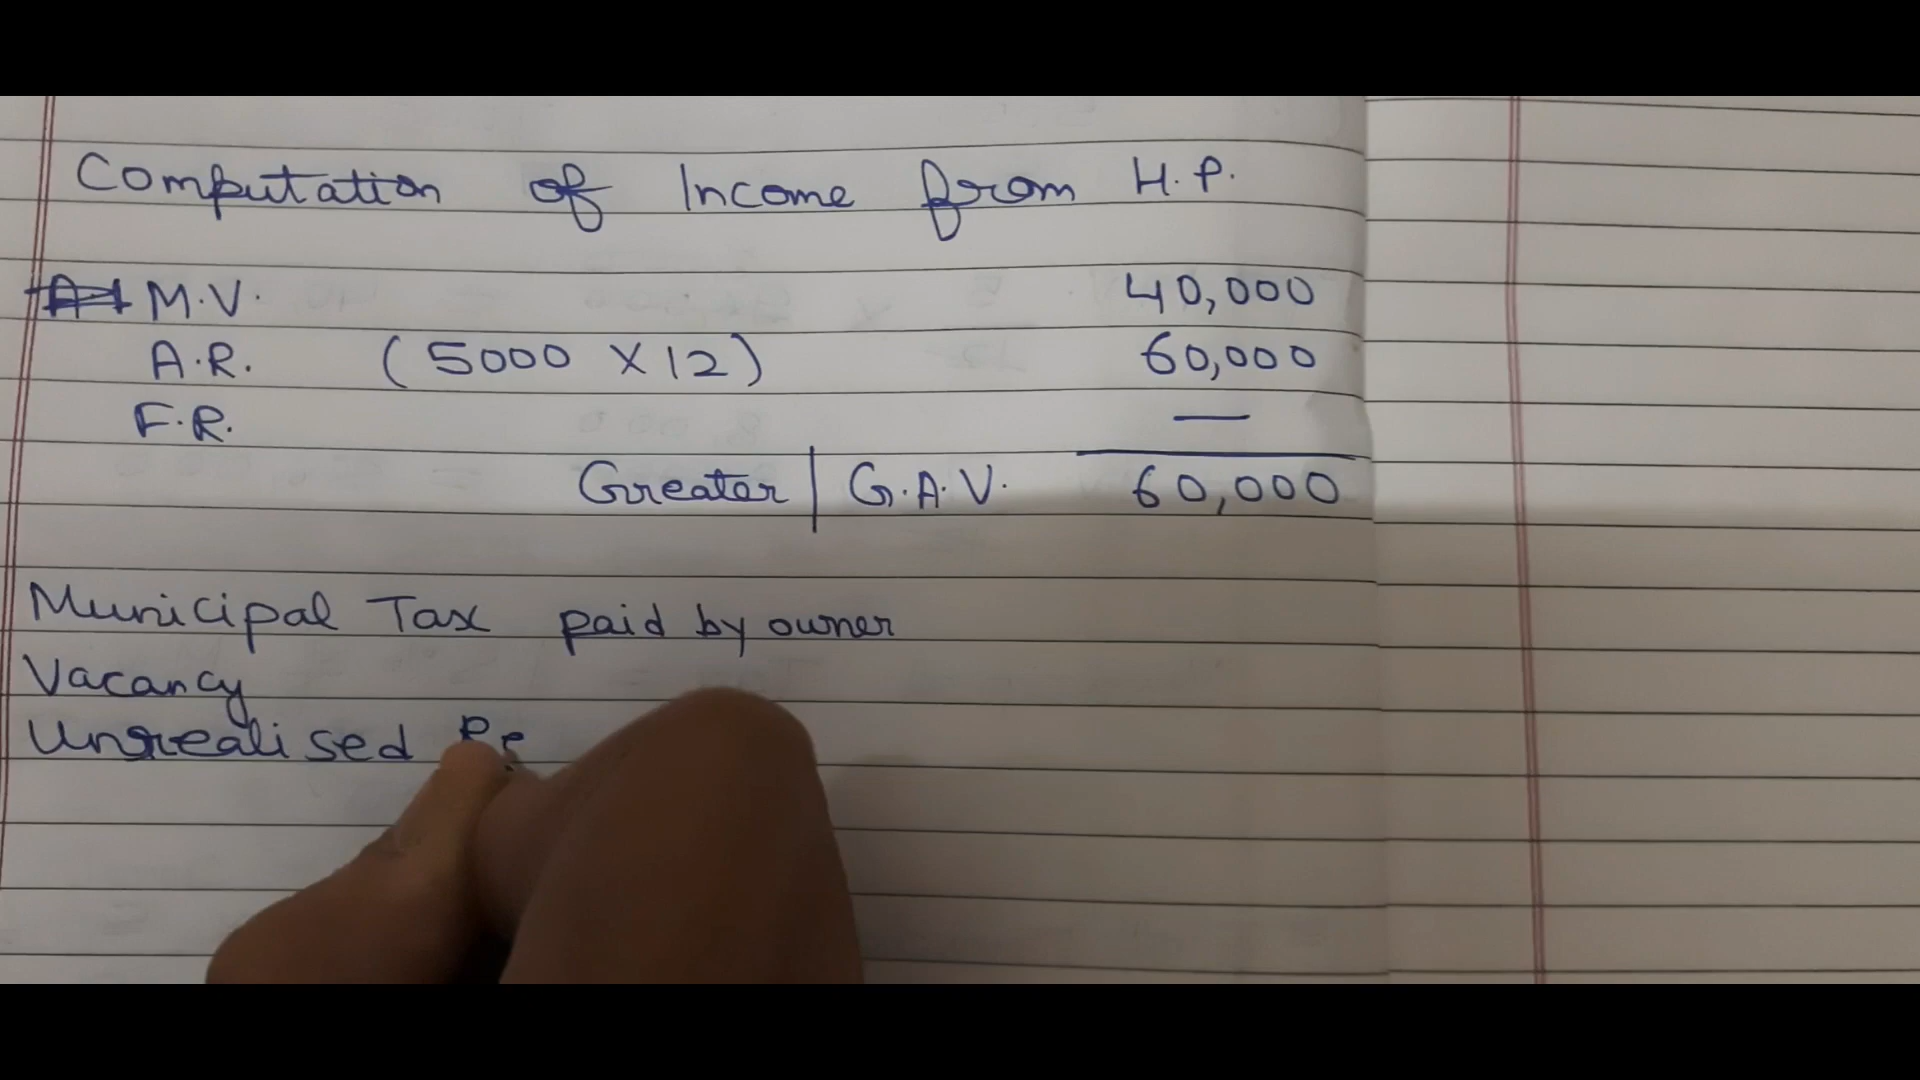 Computation of Income from H.P.
M.V. 40,000
A.R. (5000 X 12) 60,000
F.R. —
Greater | G.A.V. 60,000
Municipal Tax paid by owner
Vacancy
Unrealised Re